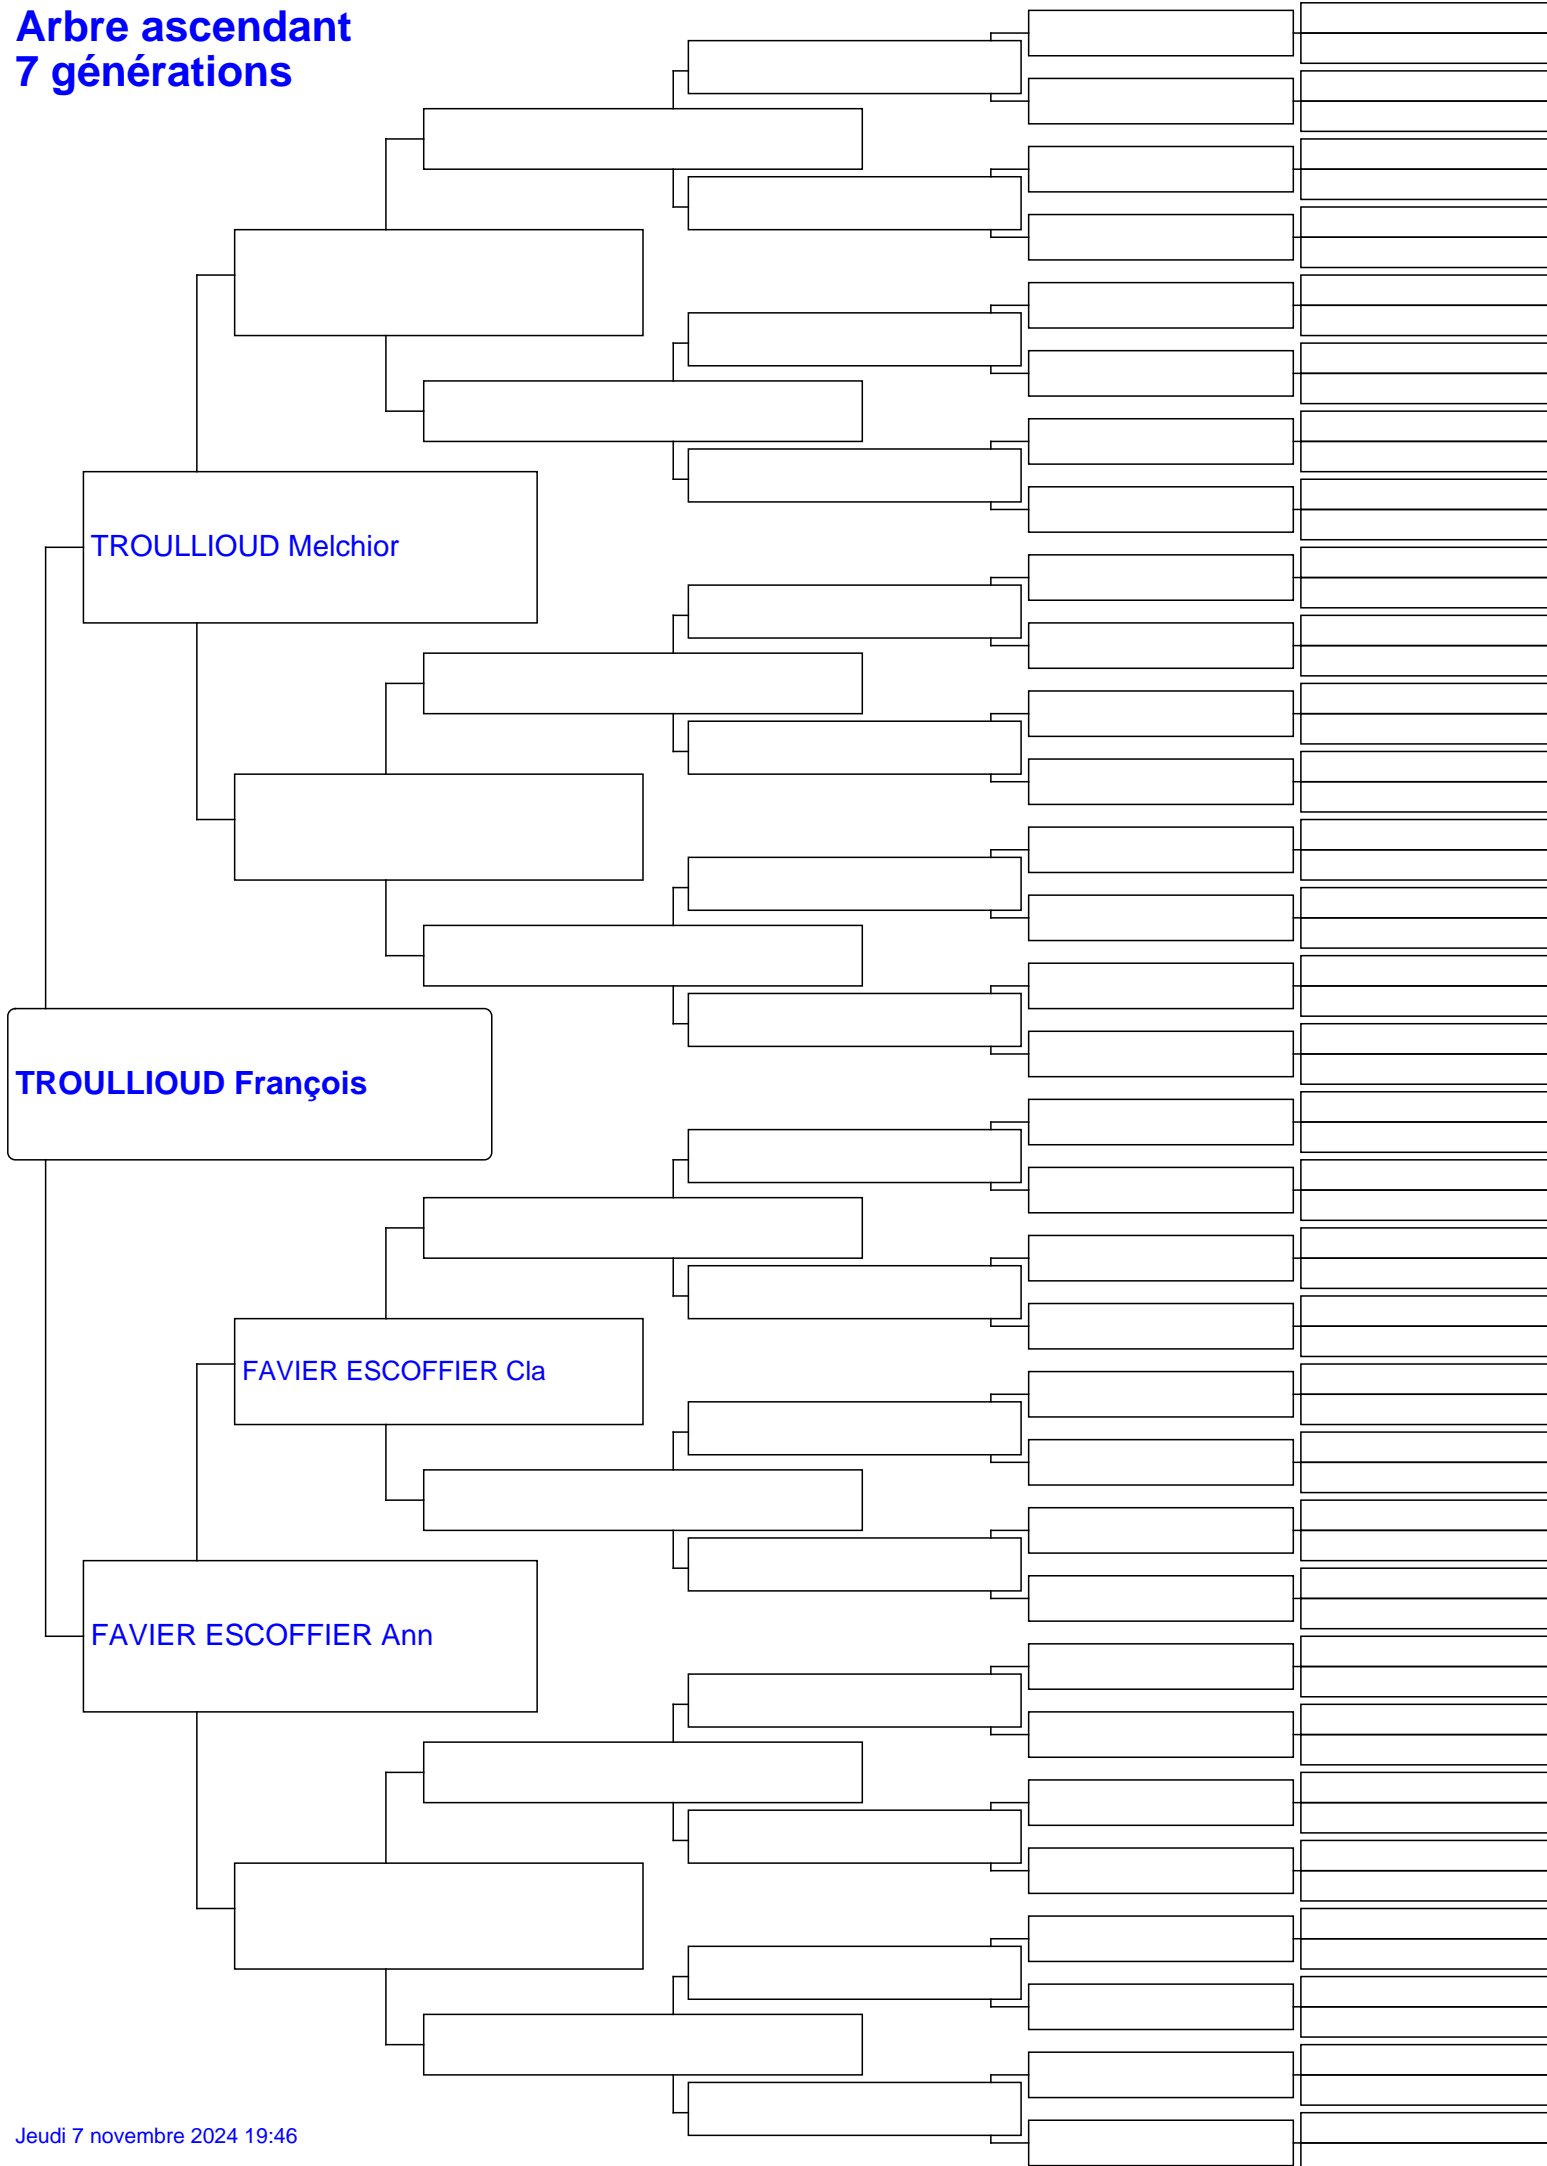 Arbre ascendant
7 générations
TROULLIOUD Melchior
TROULLIOUD François
FAVIER ESCOFFIER Cla
FAVIER ESCOFFIER Ann
Jeudi 7 novembre 2024 19:46